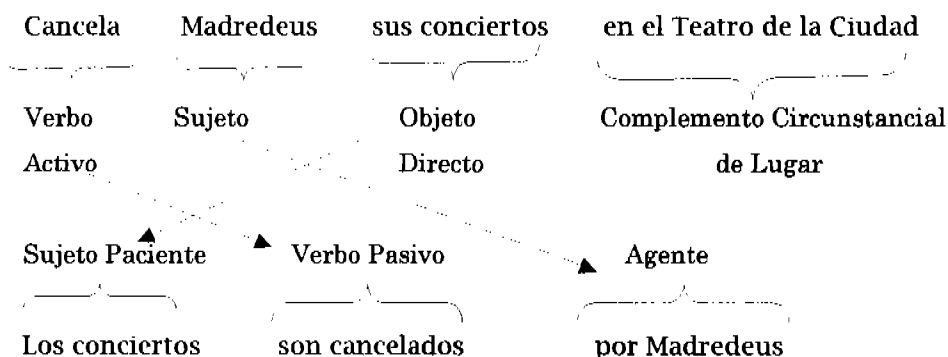 Cancela Madredeus sus conciertos en el Teatro de la Ciudad
Verbo Sujeto Objeto Complemento Circunstancial
Activo Directo de Lugar
Sujeto Paciente Verbo Pasivo Agente
Los conciertos son cancelados por Madredeus